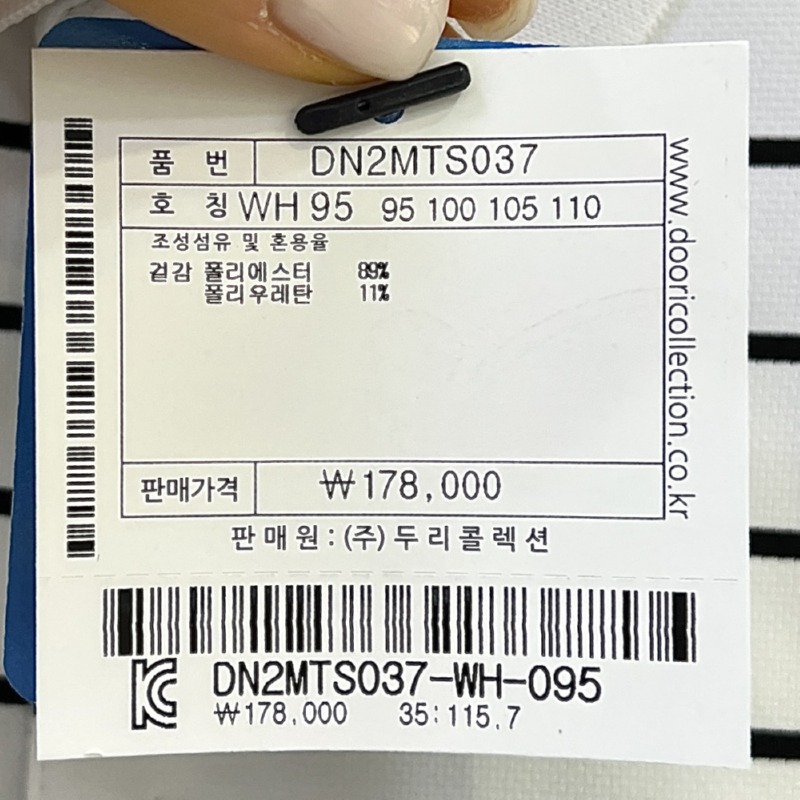 품 번 DN2MTS037
호 칭 WH 95 95 100 105 110
조성섬유 및 혼용율
겉감 폴리에스터 89%
폴리우레탄 11%
판매가격 ₩178,000
판매원:(주)두리콜렉션
www.dooricollection.co.kr
DN2MTS037-WH-095
₩178,000 35:115.7